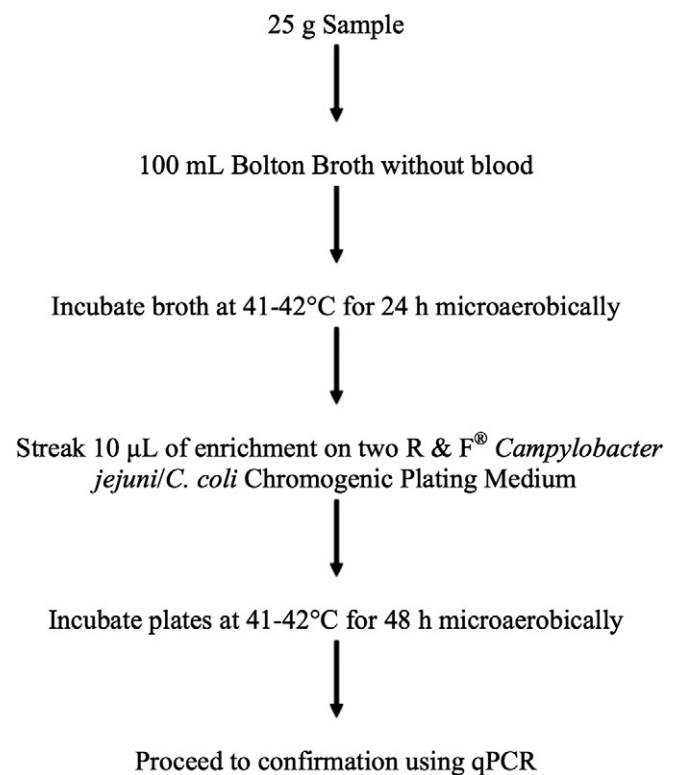 25 g Sample
100 mL Bolton Broth without blood
Incubate broth at 41-42°C for 24 h microaerobically
Streak 10 µL of enrichment on two R & F® Campylobacter
jejuni/C. coli Chromogenic Plating Medium
Incubate plates at 41-42°C for 48 h microaerobically
Proceed to confirmation using qPCR